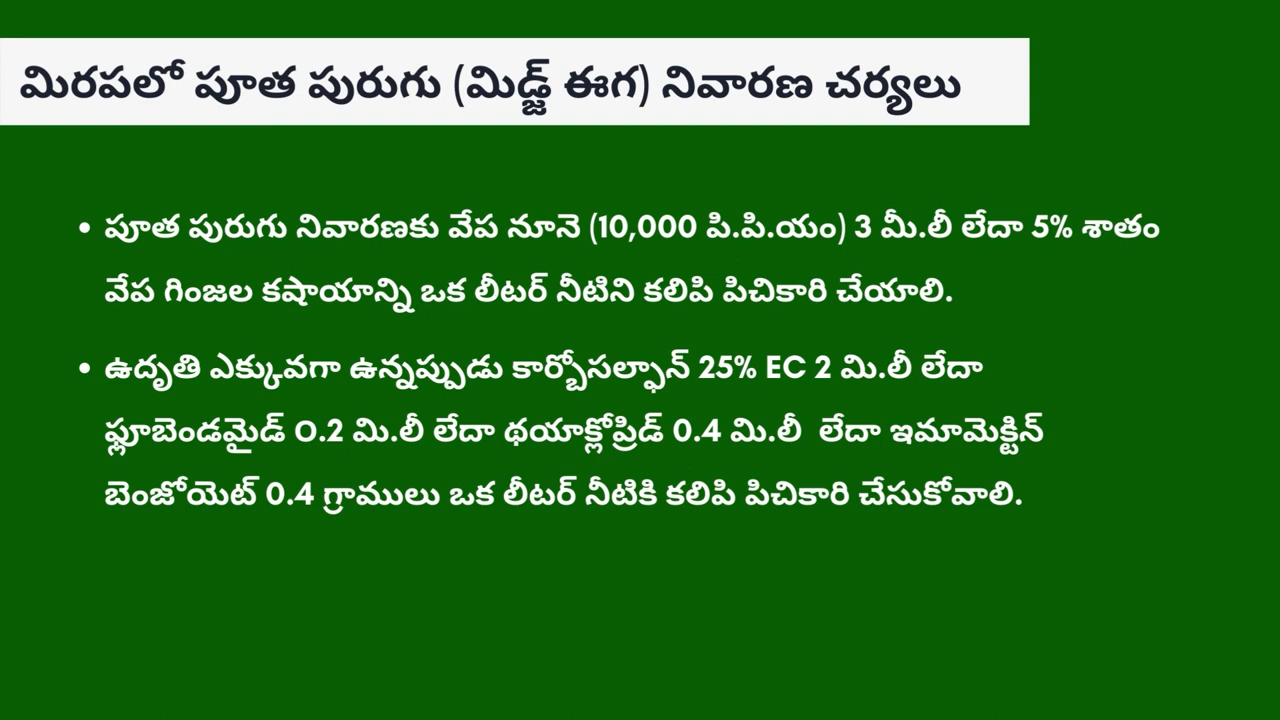 మిరపలో పూత పురుగు (మిడ్జ్ ఈగ) నివారణ చర్యలు
• పూత పురుగు నివారణకు వేప నూనె (10,000 పి.పి.యం) 3 మీ.లీ లేదా 5% శాతం
వేప గింజల కషాయాన్ని ఒక లీటర్ నీటిని కలిపి పిచికారి చేయాలి.
• ఉదృతి ఎక్కువగా ఉన్నప్పుడు కార్బోసల్ఫాన్ 25% EC 2 మి.లీ లేదా
ఫ్లూబెండమైడ్ 0.2 మి.లీ లేదా థయాక్లోప్రిడ్ 0.4 మి.లీ లేదా ఇమామెక్టిన్
బెంజోయెట్ 0.4 గ్రాములు ఒక లీటర్ నీటికి కలిపి పిచికారి చేసుకోవాలి.